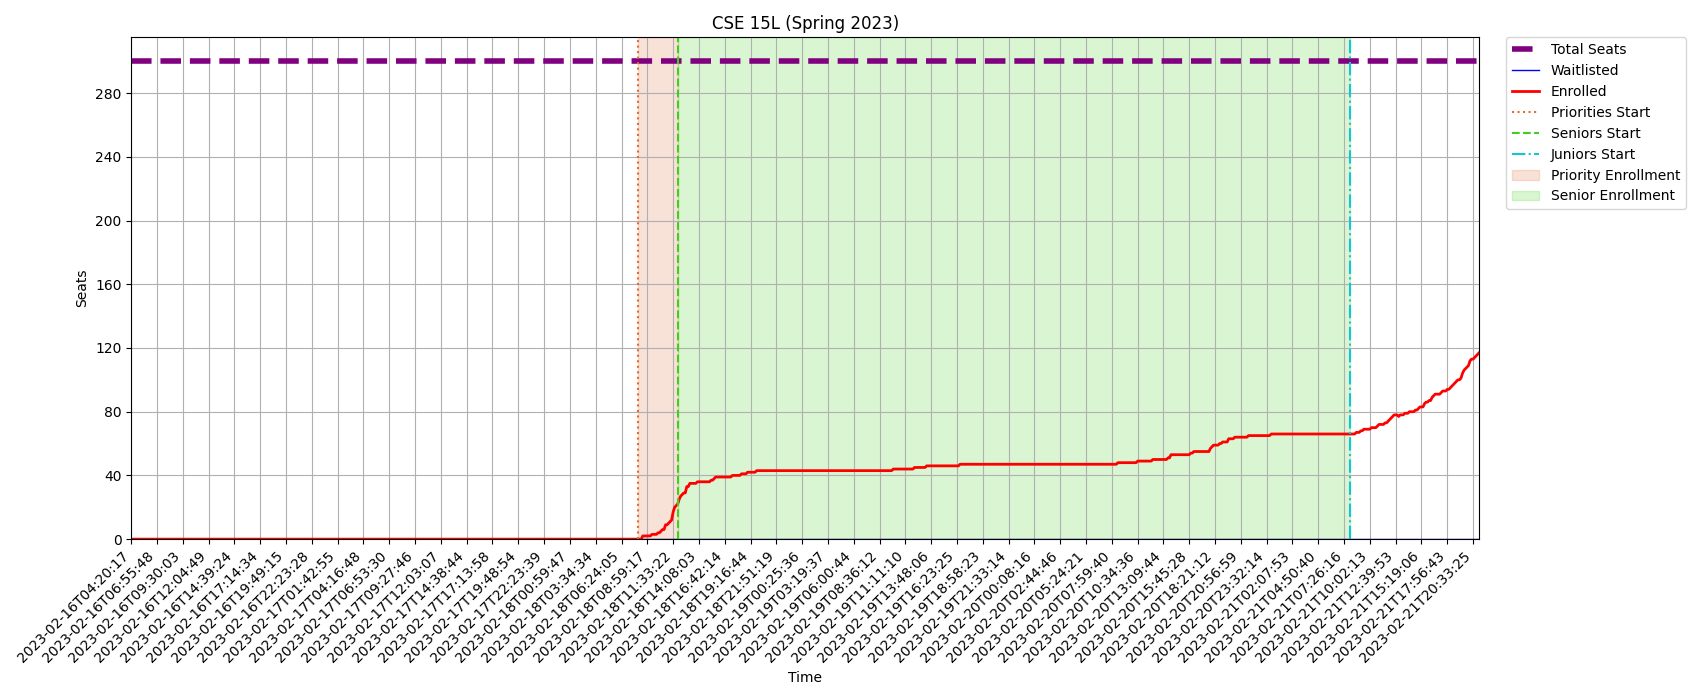 CSE 15L (Spring 2023)
Total Seats
Waitlisted
Enrolled
Priorities Start
Seniors Start
Juniors Start
Priority Enrollment
Senior Enrollment
Seats
280
240
200
160
120
80
40
0
2023-02-16T04:20:17
2023-02-16T06:55:48
2023-02-16T09:30:03
2023-02-16T12:04:49
2023-02-16T14:39:24
2023-02-16T17:14:34
2023-02-16T19:49:15
2023-02-16T22:23:28
2023-02-17T01:42:55
2023-02-17T04:16:48
2023-02-17T06:53:30
2023-02-17T09:27:46
2023-02-17T12:03:07
2023-02-17T14:38:44
2023-02-17T17:13:58
2023-02-17T19:48:54
2023-02-17T22:23:39
2023-02-18T00:59:47
2023-02-18T03:34:34
2023-02-18T06:24:05
2023-02-18T08:59:17
2023-02-18T11:33:22
2023-02-18T14:08:03
2023-02-18T16:42:14
2023-02-18T19:16:44
2023-02-18T21:51:19
2023-02-19T00:25:36
2023-02-19T03:19:37
2023-02-19T06:00:44
2023-02-19T08:36:12
2023-02-19T11:11:10
2023-02-19T13:48:06
2023-02-19T16:23:25
2023-02-19T18:58:23
2023-02-19T21:33:14
2023-02-20T00:08:16
2023-02-20T02:44:46
2023-02-20T05:24:21
2023-02-20T07:59:40
2023-02-20T10:34:36
2023-02-20T13:09:44
2023-02-20T15:45:28
2023-02-20T18:21:12
2023-02-20T20:56:59
2023-02-20T23:32:14
2023-02-21T02:07:53
2023-02-21T04:50:40
2023-02-21T07:26:16
2023-02-21T10:02:13
2023-02-21T12:39:53
2023-02-21T15:19:06
2023-02-21T17:56:43
2023-02-21T20:33:25
Time